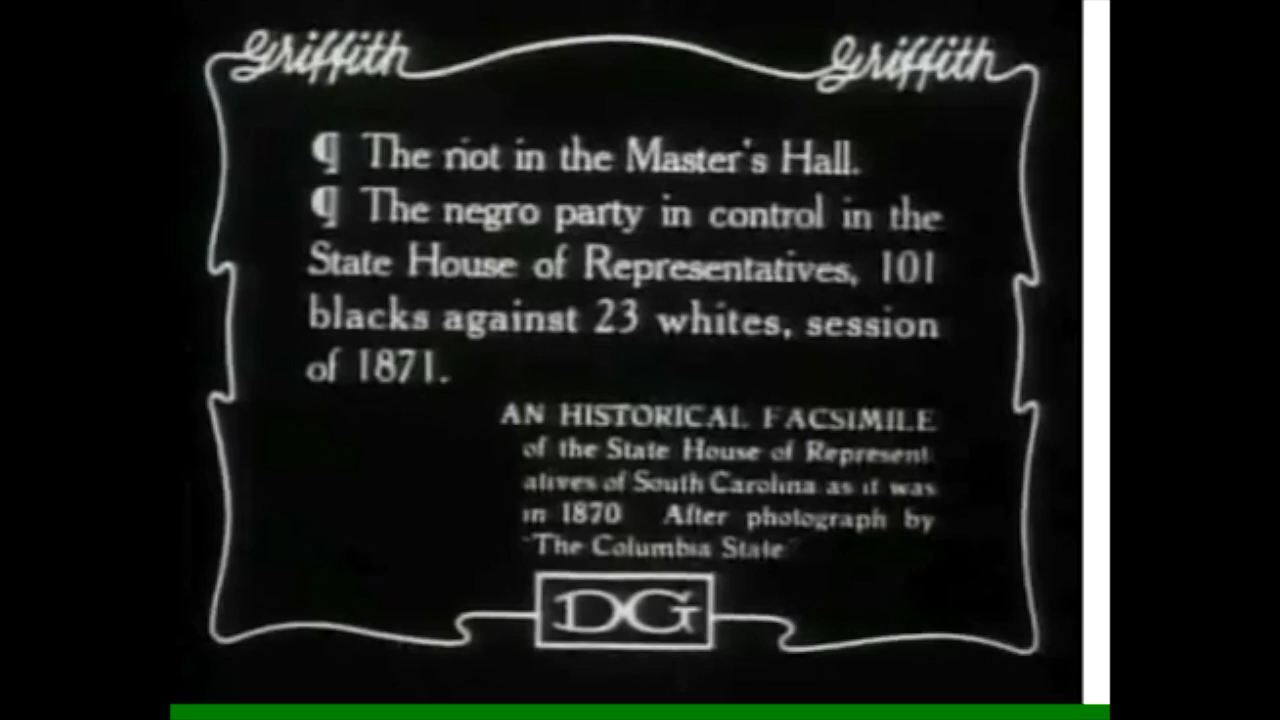 Griffith Griffith
¶ The riot in the Master's Hall.
¶ The negro party in control in the
State House of Representatives, 101
blacks against 23 whites, session
of 1871.
AN HISTORICAL FACSIMILE
of the State House of Represent
atives of South Carolina as it was
in 1870 After photograph by
"The Columbia State"
DG